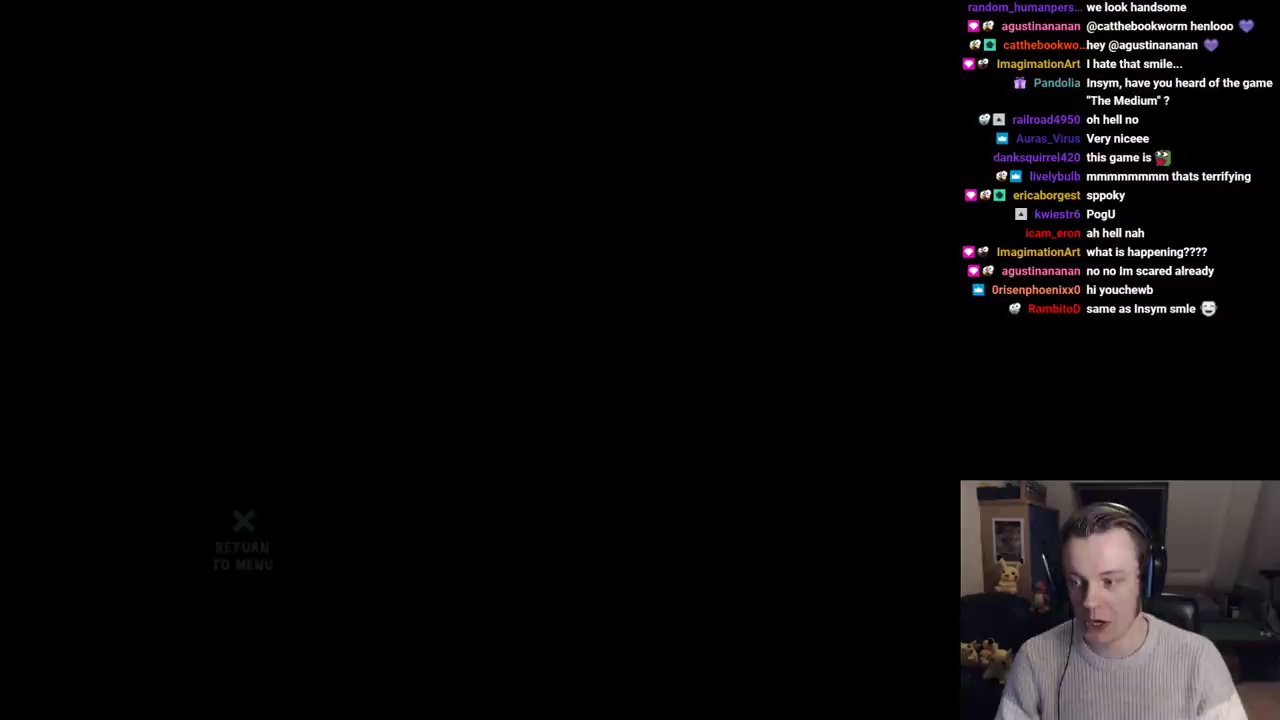 random_humanpers... we look handsome
agustinananan @catthebookworm henlooo
catthebookwo... hey @agustinananan
ImagimationArt I hate that smile...
Pandolia Insym, have you heard of the game
"The Medium" ?
railroad4950 oh hell no
Auras_Virus Very niceee
danksquirrel420 this game is
livelybulb mmmmmmmm thats terrifying
ericaborgest sppoky
kwiestr6 PogU
icam_eron ah hell nah
ImagimationArt what is happening????
agustinananan no no Im scared already
0risenphoenixx0 hi youchewb
RambitoD same as Insym smle
RETURN
TO MENU